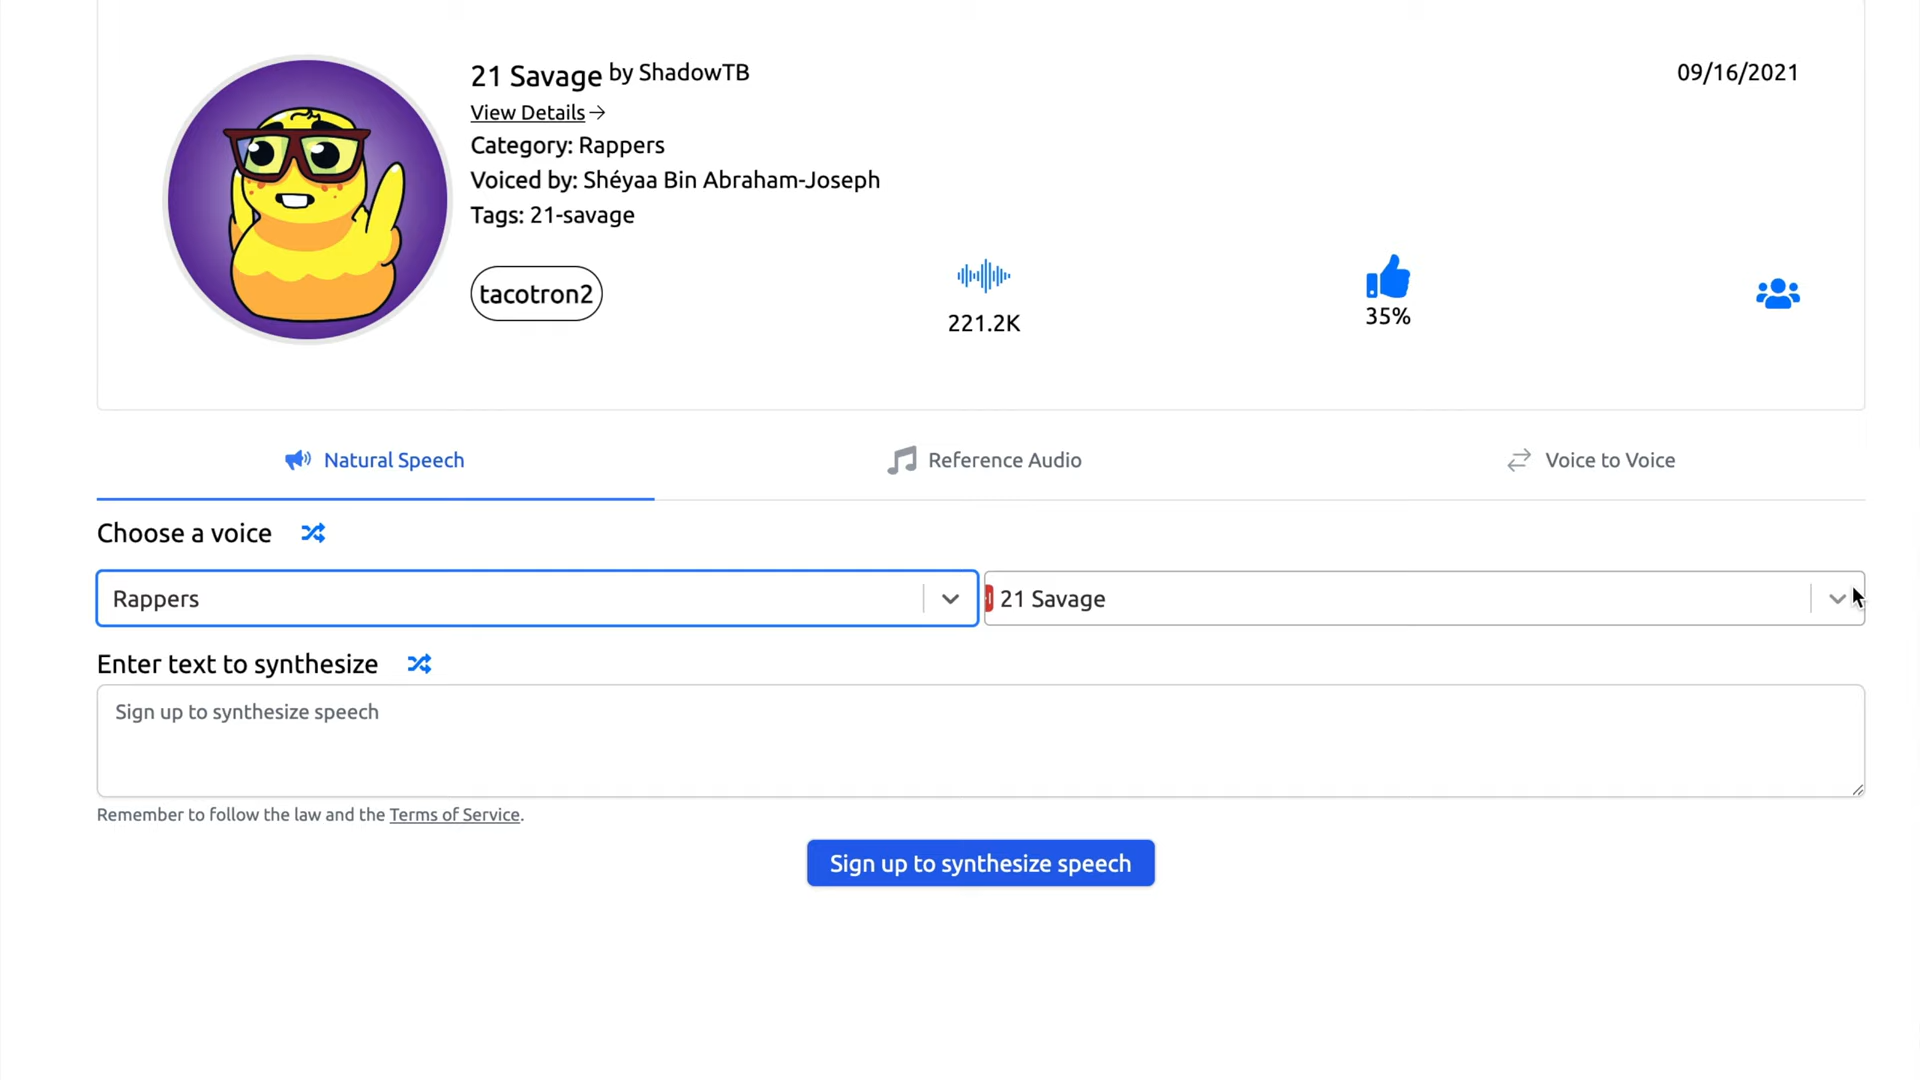 21 Savage by ShadowTB
09/16/2021
View Details
Category: Rappers
Voiced by: Shéyaa Bin Abraham-Joseph
Tags: 21-savage
tacotron2
221.2K
35%
Natural Speech
Reference Audio
Voice to Voice
Choose a voice
Rappers
21 Savage
Enter text to synthesize
Sign up to synthesize speech
Remember to follow the law and the Terms of Service.
Sign up to synthesize speech